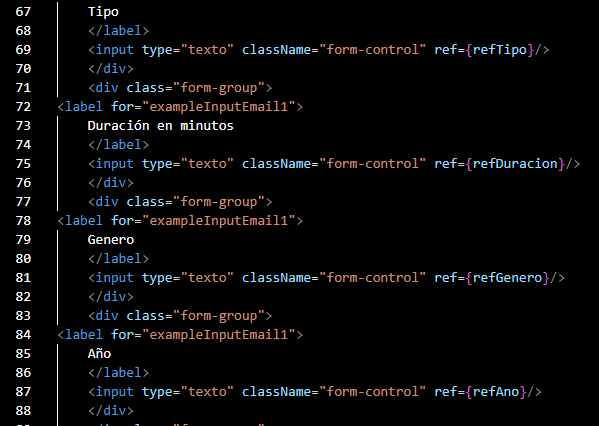 67 Tipo
68 </label>
69 <input type="texto" className="form-control" ref={refTipo}/>
70 </div>
71 <div class="form-group">
72 <label for="exampleInputEmail1">
73 Duración en minutos
74 </label>
75 <input type="texto" className="form-control" ref={refDuracion}/>
76 </div>
77 <div class="form-group">
78 <label for="exampleInputEmail1">
79 Genero
80 </label>
81 <input type="texto" className="form-control" ref={refGenero}/>
82 </div>
83 <div class="form-group">
84 <label for="exampleInputEmail1">
85 Año
86 </label>
87 <input type="texto" className="form-control" ref={refAno}/>
88 </div>